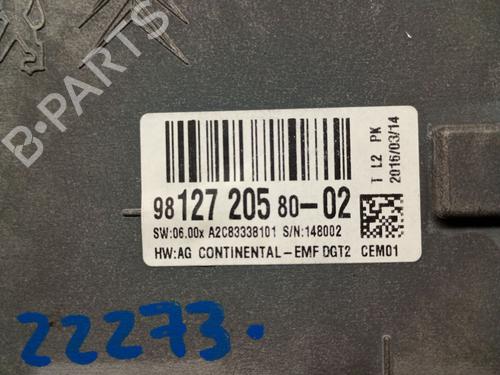 B-PARTS
98 127 205 80-02
SW:06.00x A2C83338101 S/N:148002
HW:AG CONTINENTAL-EMF DGT2 CEM01
T L2 PK
2016/03/14
22273.